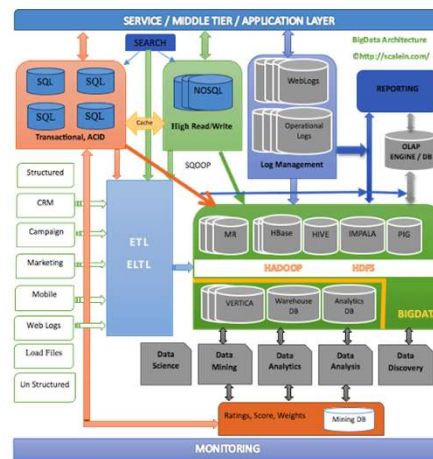 SERVICE / MIDDLE TIER / APPLICATION LAYER
BigData Architecture
©http://scalein.com/
SEARCH
SQL
SQL
SQL
SQL
Transactional, ACID
Cache
NOSQL
High Read/Write
WebLogs
Operational
Logs
Log Management
REPORTING
OLAP
ENGINE / DB
SQOOP
Structured
CRM
Campaign
Marketing
Mobile
Web Logs
Load Files
Un Structured
ETL
ELTL
MR
HBase
HIVE
IMPALA
PIG
HADOOP
HDFS
VERTICA
Warehouse
DB
Analytics
DB
BIGDATA
Data
Science
Data
Mining
Data
Analytics
Data
Analysis
Data
Discovery
Ratings, Score, Weights
Mining DB
MONITORING